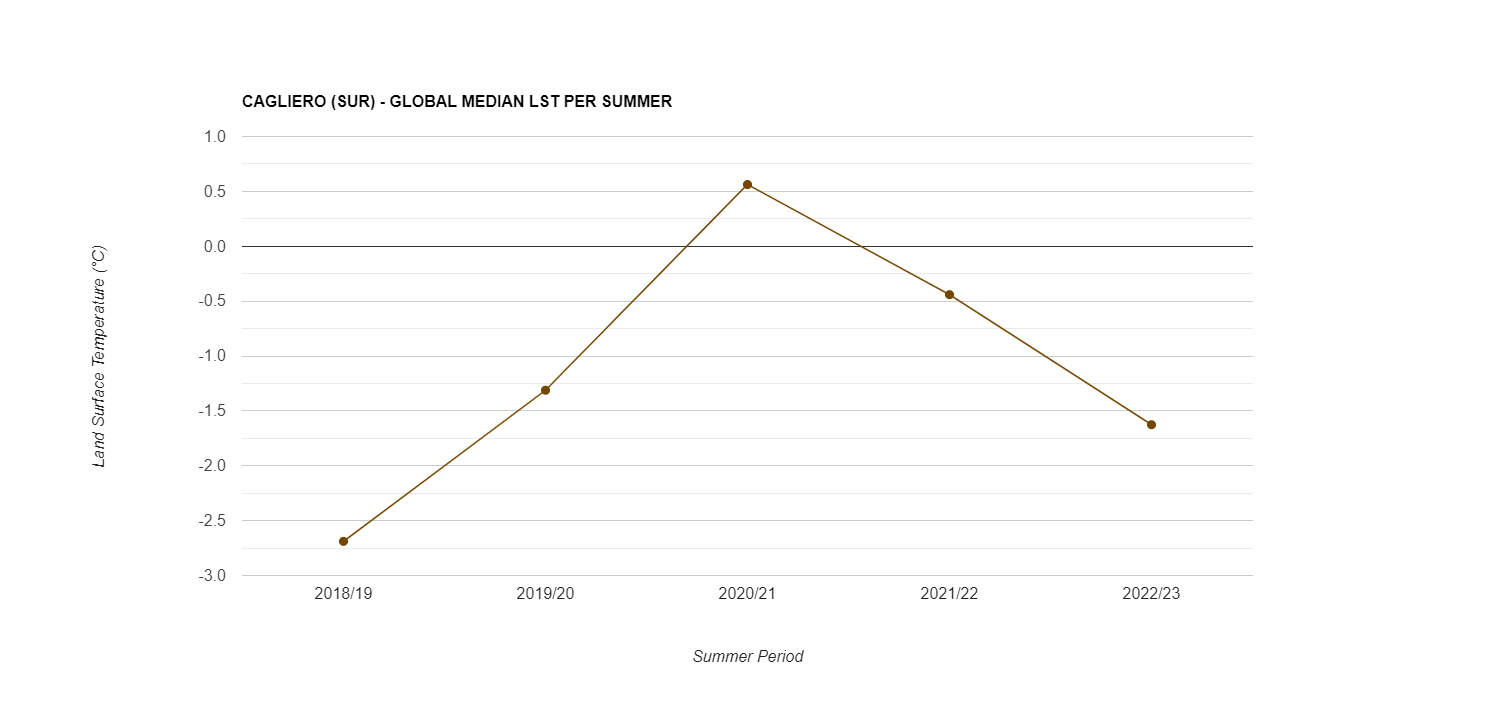 CAGLIERO (SUR) - GLOBAL MEDIAN LST PER SUMMER
1.0
0.5
0.0
-0.5
-1.0
-1.5
-2.0
-2.5
-3.0
Land Surface Temperature (°C)
2018/19 2019/20 2020/21 2021/22 2022/23
Summer Period